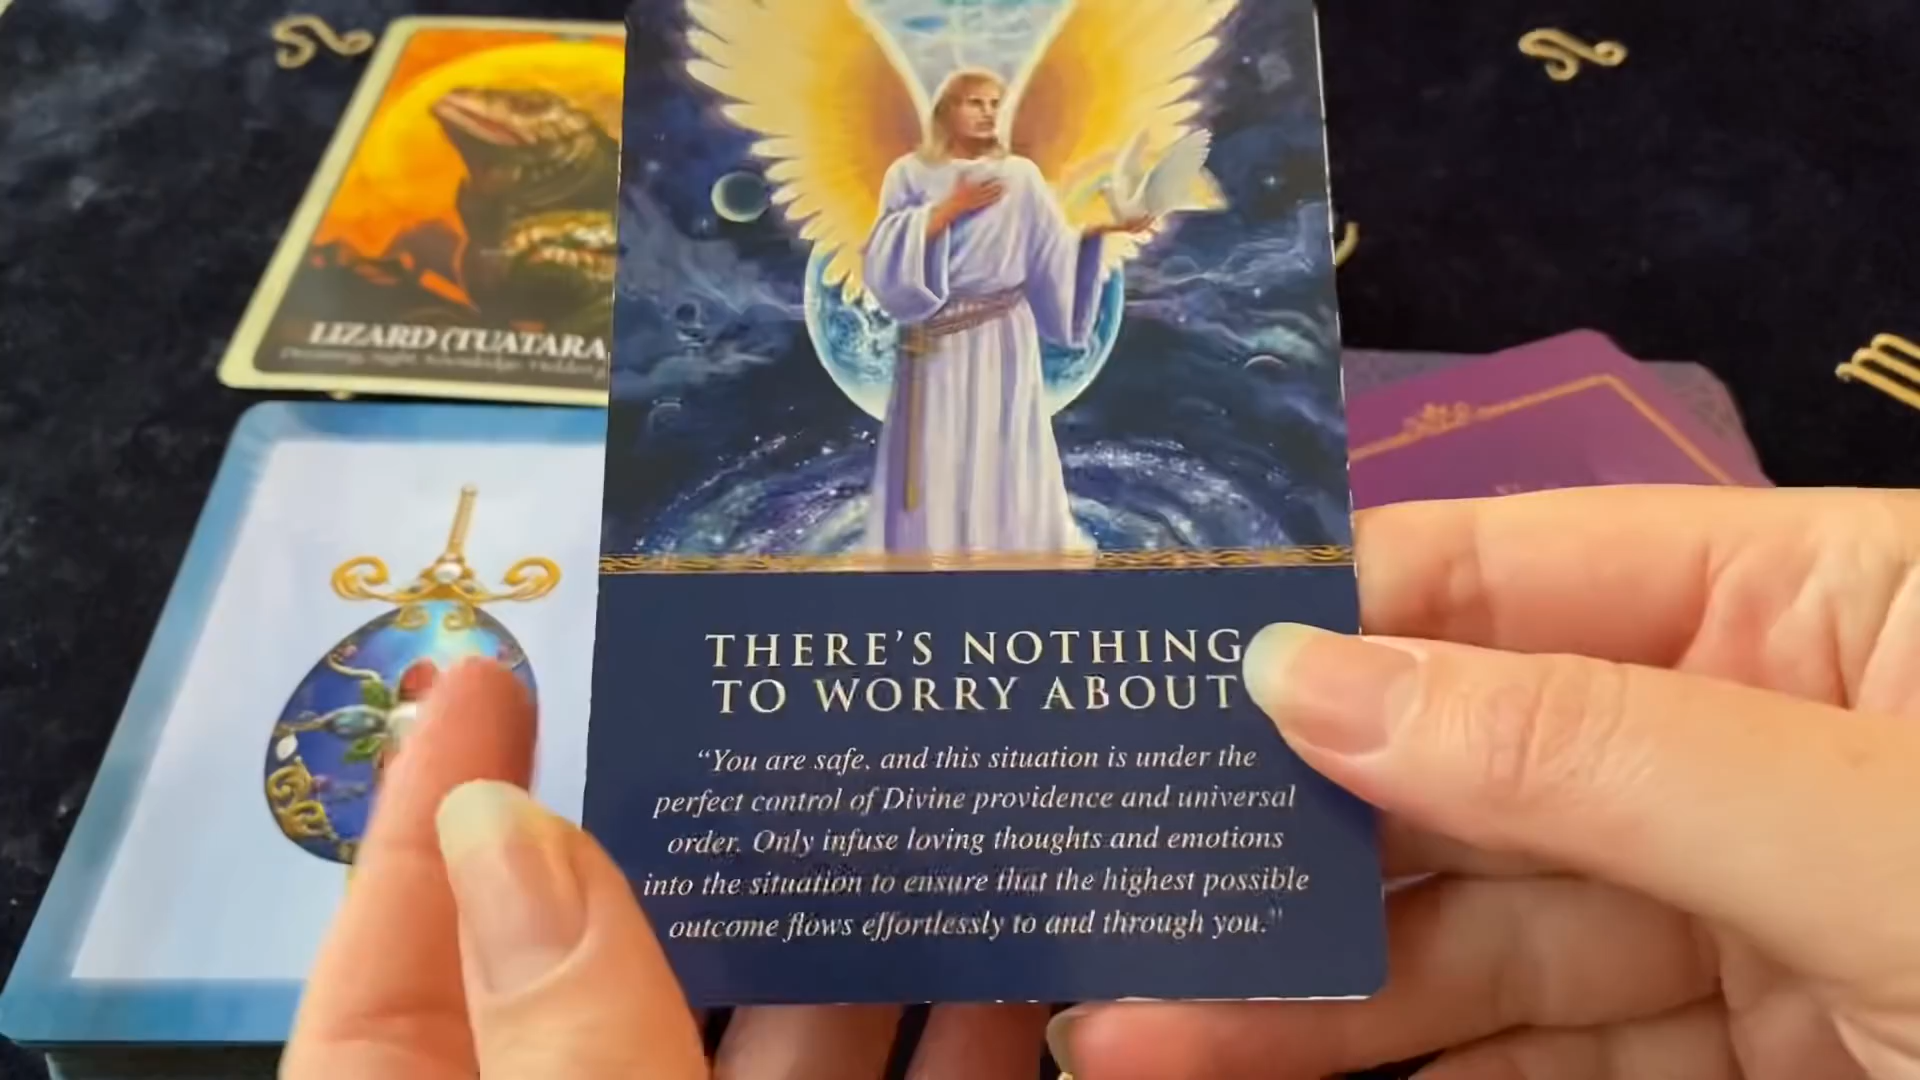 LIZARD (TUATARA
THERE'S NOTHING
TO WORRY ABOUT
“You are safe, and this situation is under the
perfect control of Divine providence and universal
order. Only infuse loving thoughts and emotions
into the situation to ensure that the highest possible
outcome flows effortlessly to and through you.”